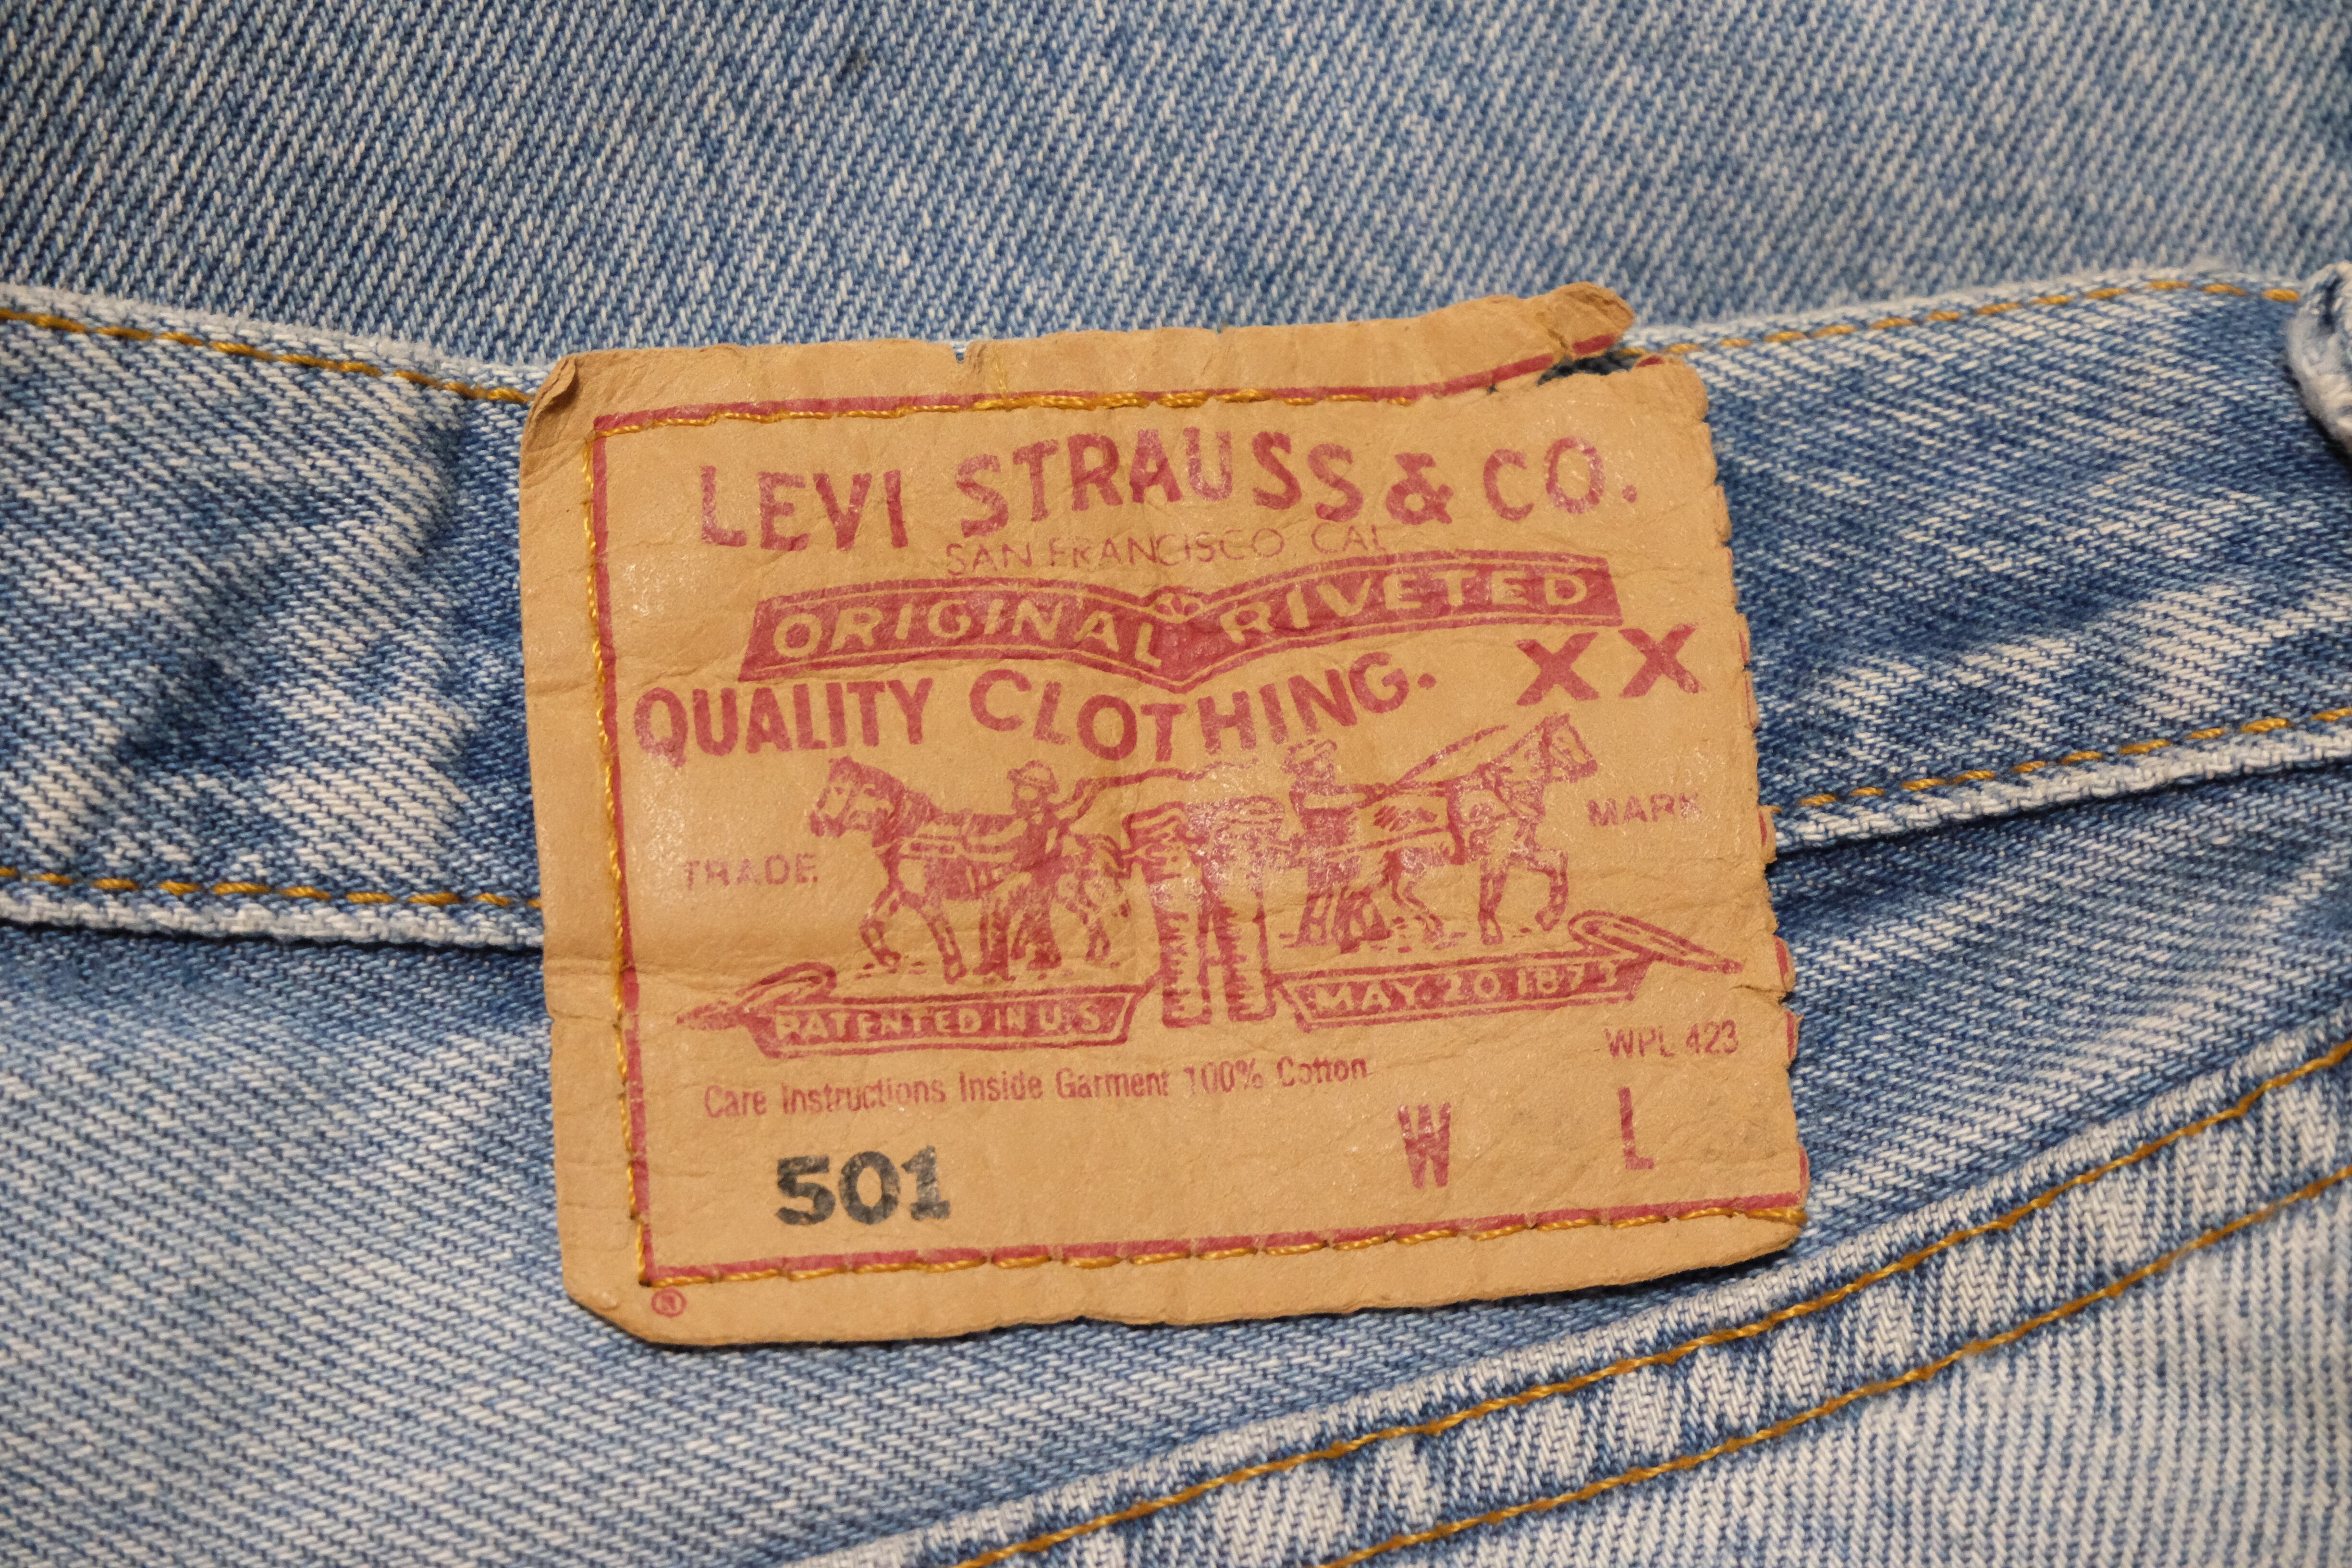 LEVI STRAUSS & CO.
SAN FRANCISCO, CAL
ORIGINAL RIVETED
QUALITY CLOTHING. XX
TRADE MARK
PATENTED IN U.S. MAY 20 1873
WPL 423
Care Instructions Inside Garment 100% Cotton
W L
501
®